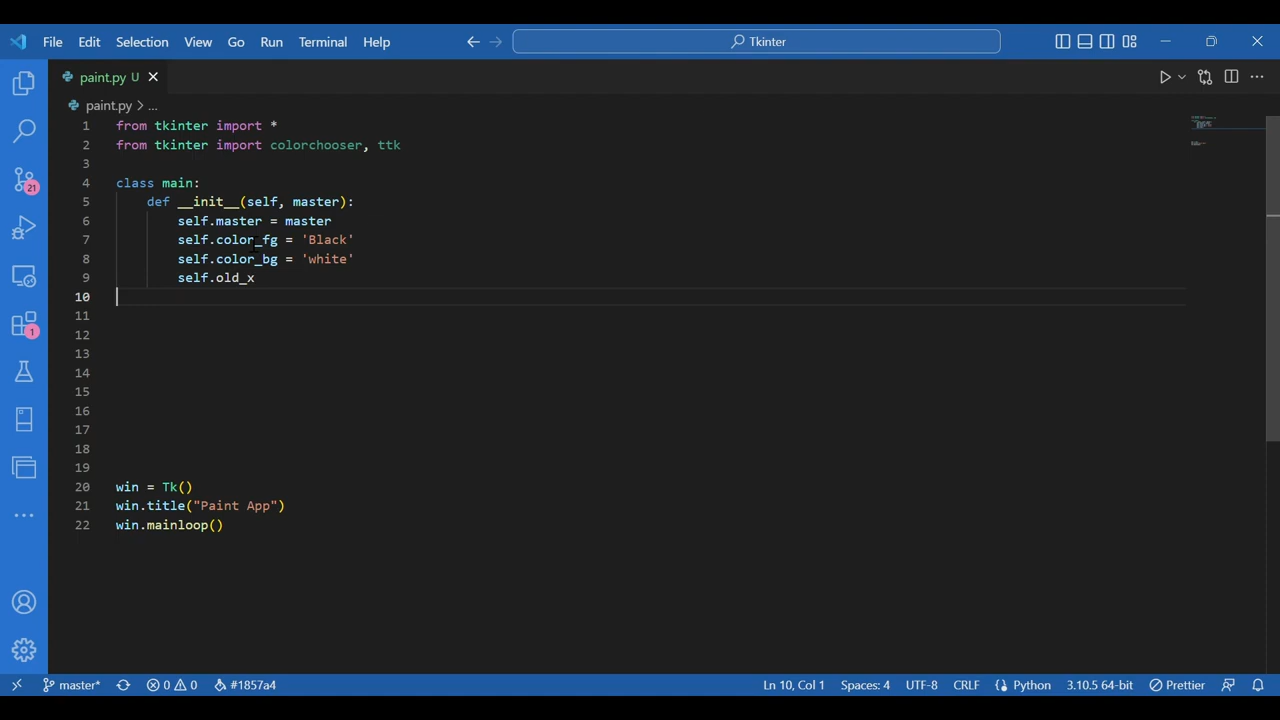 File Edit Selection View Go Run Terminal Help Tkinter
paint.py U
paint.py > ...
1 from tkinter import *
2 from tkinter import colorchooser, ttk
3
4 class main:
5 def __init__(self, master):
6 self.master = master
7 self.color_fg = 'Black'
8 self.color_bg = 'white'
9 self.old_x
10
11
12
13
14
15
16
17
18
19
20 win = Tk()
21 win.title("Paint App")
22 win.mainloop()
21
1
master* 0 0 #1857a4 Ln 10, Col 1 Spaces: 4 UTF-8 CRLF Python 3.10.5 64-bit Prettier